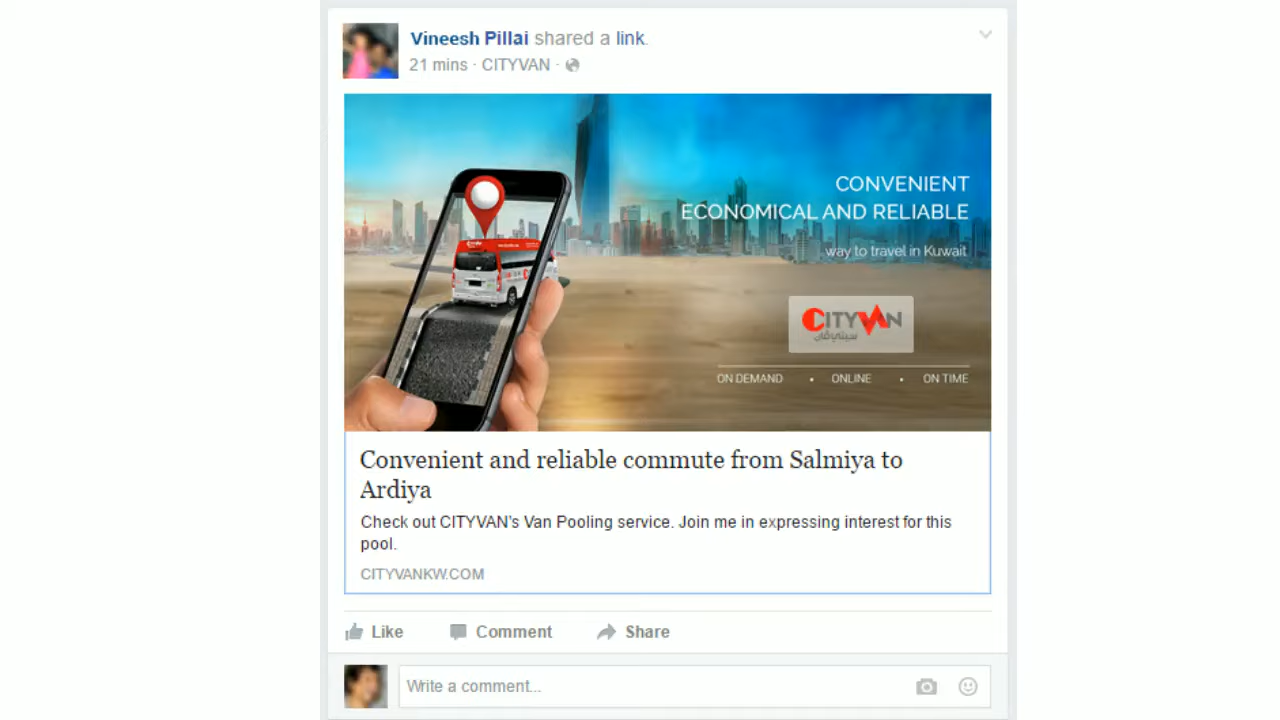 Vineesh Pillai shared a link.
21 mins · CITYVAN ·
CONVENIENT
ECONOMICAL AND RELIABLE
way to travel in Kuwait
CITYVAN
سيتي ڤان
ON DEMAND • ONLINE • ON TIME
Convenient and reliable commute from Salmiya to
Ardiya
Check out CITYVAN's Van Pooling service. Join me in expressing interest for this
pool.
CITYVANKW.COM
Like Comment Share
Write a comment...